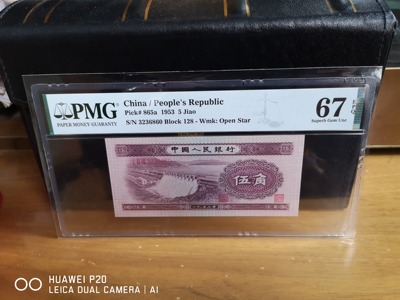 PMG
PAPER MONEY GUARANTY
China / People's Republic
Pick# 865a 1953 5 Jiao
S/N 3236860 Block 128 - Wmk: Open Star
67 EPQ
Superb Gem Unc
中國人民銀行
伍角
HUAWEI P20
LEICA DUAL CAMERA | AI